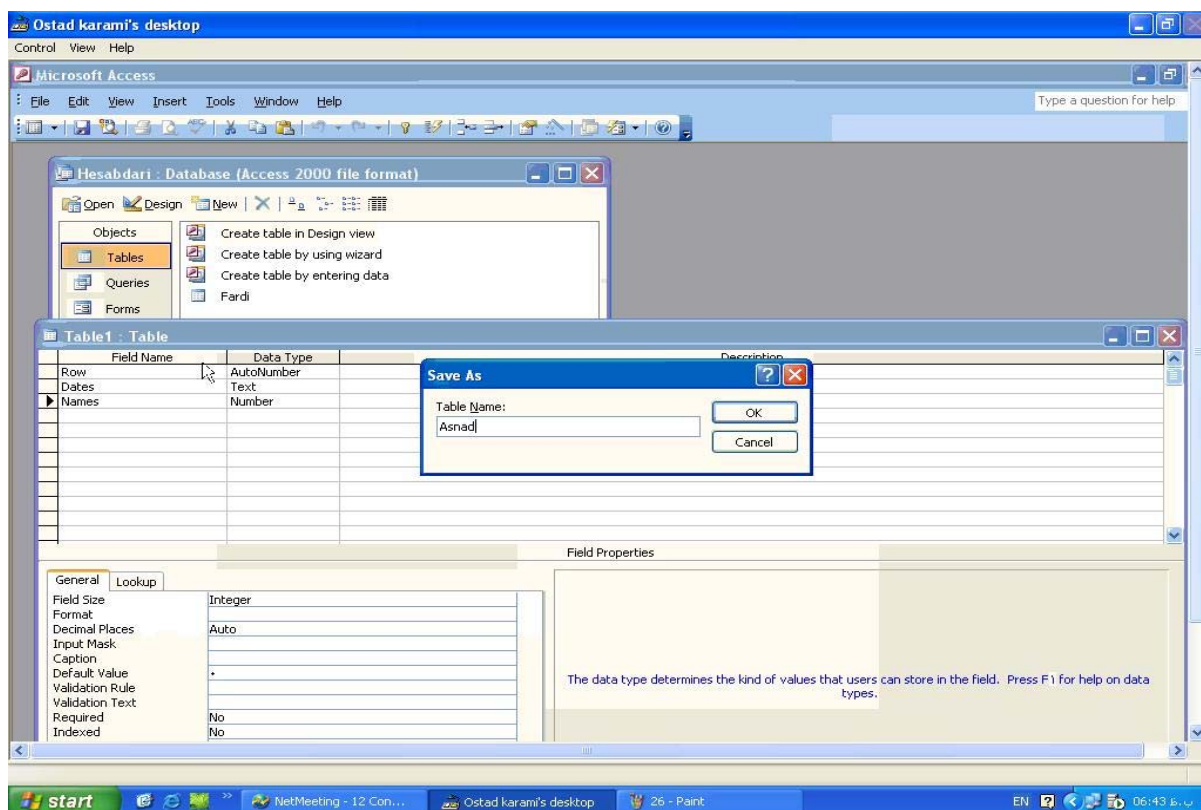 Ostad karami's desktop
Control View Help
Microsoft Access
File Edit View Insert Tools Window Help
Type a question for help
Hesabdari : Database (Access 2000 file format)
Open Design New
Objects
Tables
Queries
Forms
Create table in Design view
Create table by using wizard
Create table by entering data
Fardi
Table1 : Table
Field Name Data Type Description
Row AutoNumber
Dates Text
Names Number
Save As
Table Name:
Asnad
OK
Cancel
Field Properties
General Lookup
Field Size Integer
Format
Decimal Places Auto
Input Mask
Caption
Default Value ٠
Validation Rule
Validation Text
Required No
Indexed No
The data type determines the kind of values that users can store in the field. Press F١ for help on data
types.
start
NetMeeting - 12 Con...
Ostad karami's desktop
26 - Paint
EN
06:43 ب.ظ